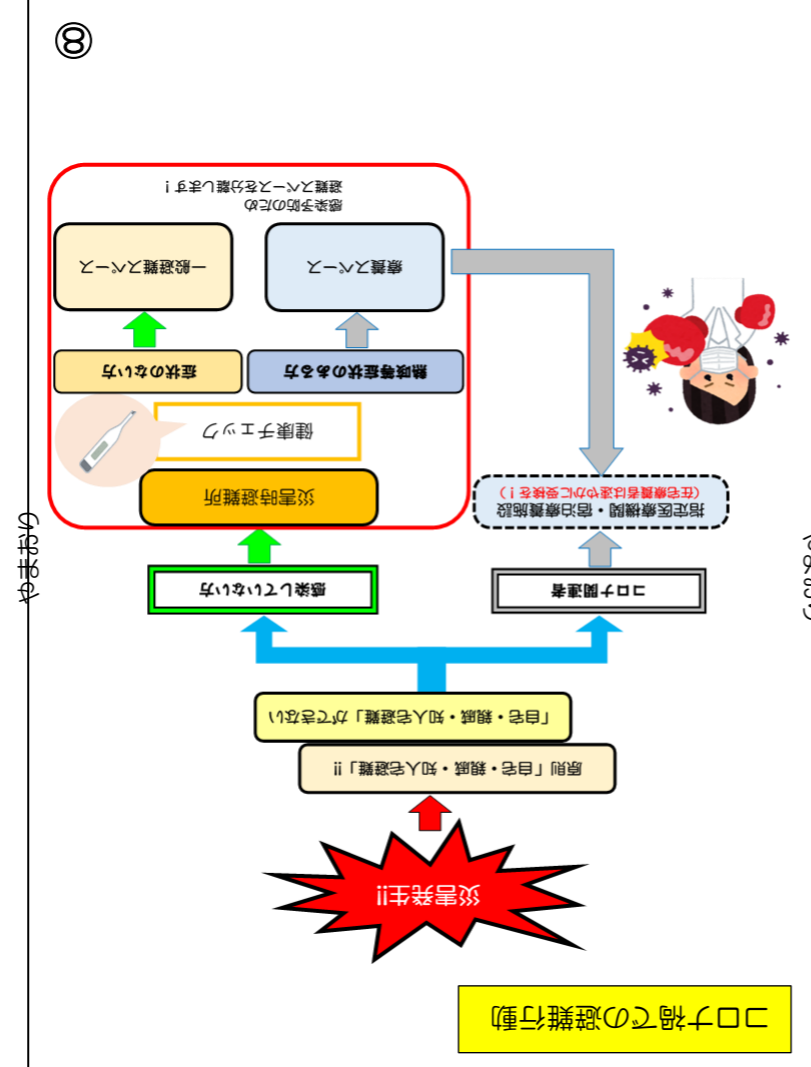 コロナ禍での避難行動
災害発生!!
原則「自宅・親戚・知人宅避難」!!
「自宅・親戚・知人宅避難」ができない
コロナ関連者
感染していない方
指定医療機関・宿泊療養施設
(在宅療養者は速やかに受検を!)
災害時避難所
健康チェック
熱咳等症状のある方
症状のない方
療養スペース
一般避難スペース
感染予防のため
避難スペースを分離します!
⑧
やまおり